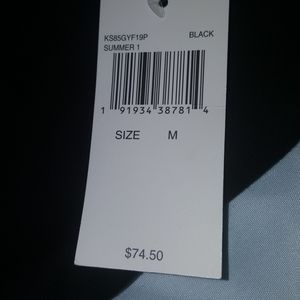 KS85GYF19P BLACK
SUMMER 1
1 91934 38781 4
SIZE M
$74.50